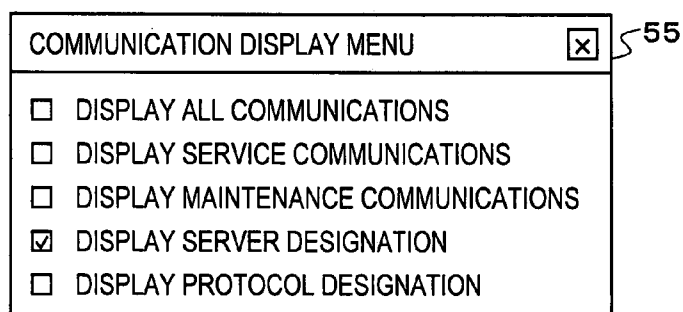 COMMUNICATION DISPLAY MENU
55
DISPLAY ALL COMMUNICATIONS
DISPLAY SERVICE COMMUNICATIONS
DISPLAY MAINTENANCE COMMUNICATIONS
DISPLAY SERVER DESIGNATION
DISPLAY PROTOCOL DESIGNATION